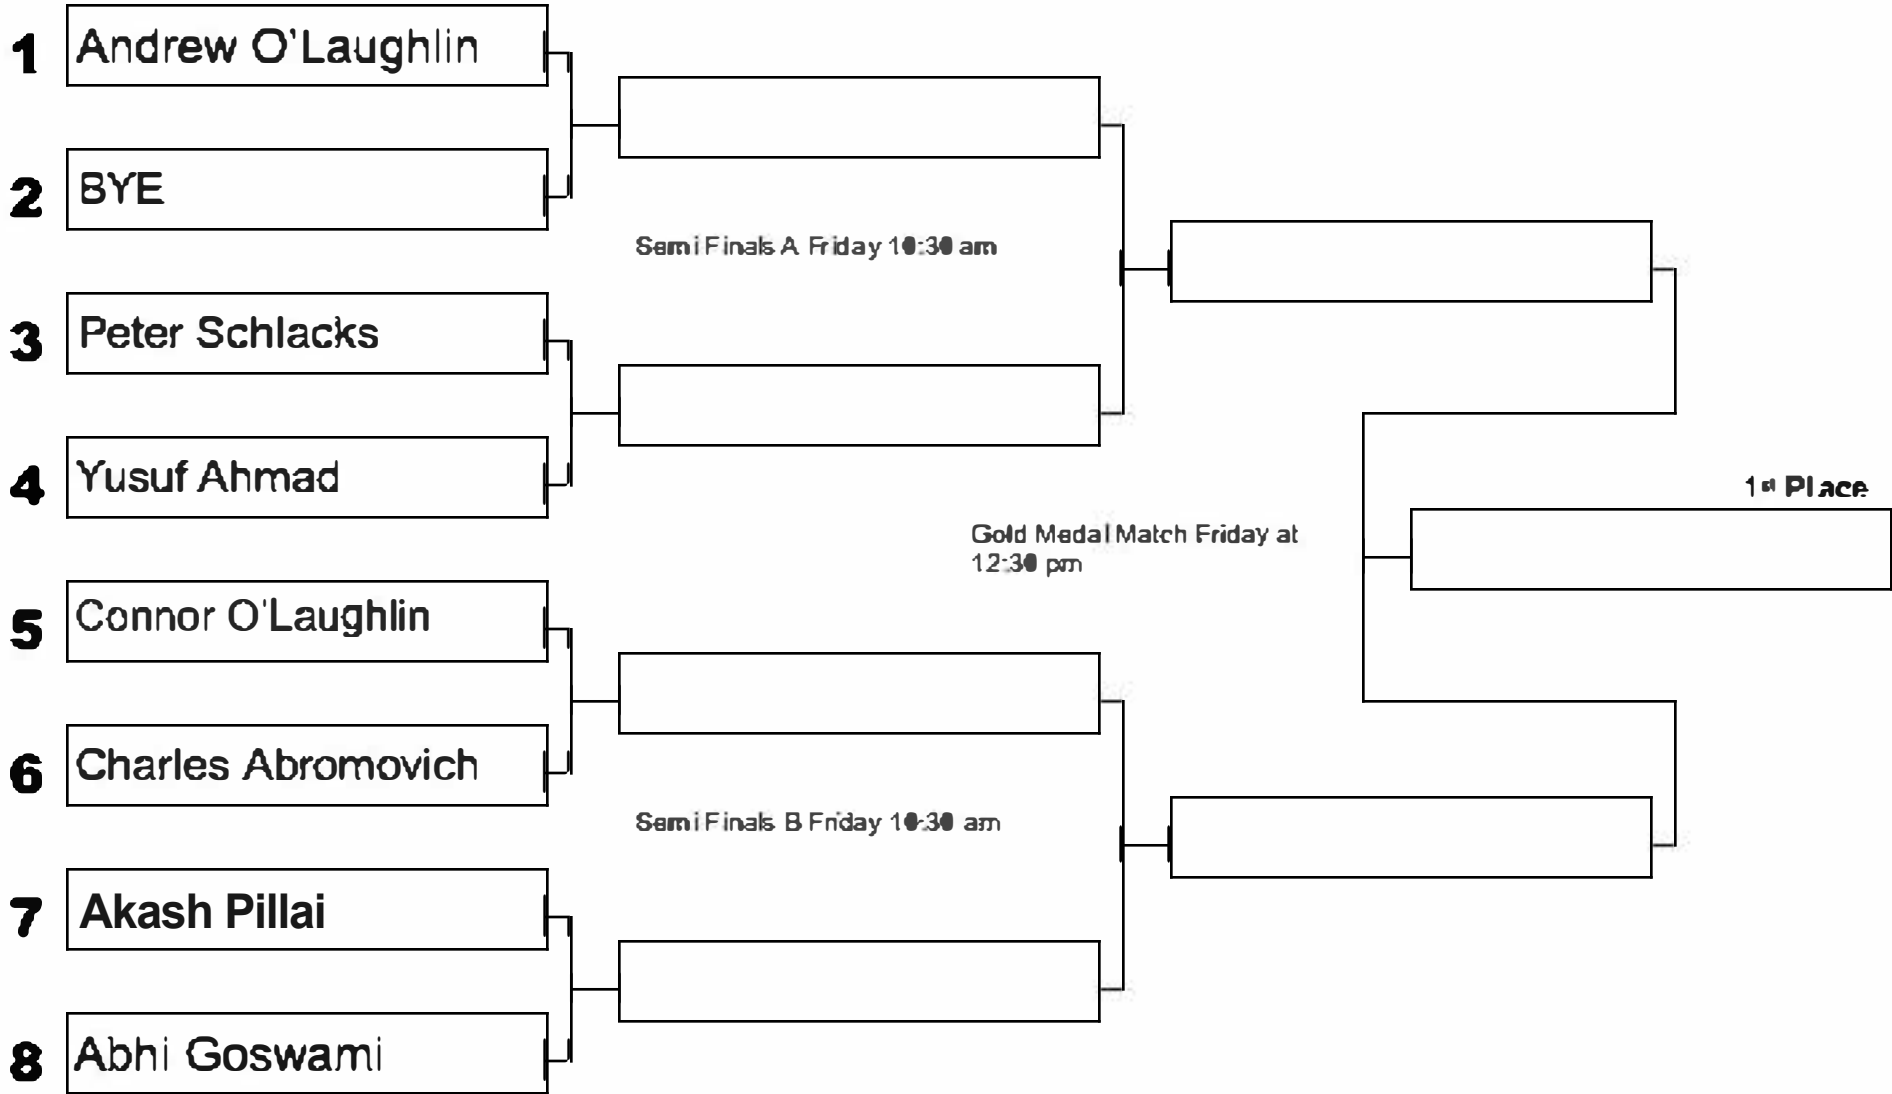 1 Andrew O'Laughlin
2 BYE
Semi Finals A Friday 10:30 am
3 Peter Schlacks
4 Yusuf Ahmad
1st Place
Gold Medal Match Friday at
12:30 pm
5 Connor O'Laughlin
6 Charles Abromovich
Semi Finals B Friday 10:30 am
7 Akash Pillai
8 Abhi Goswami